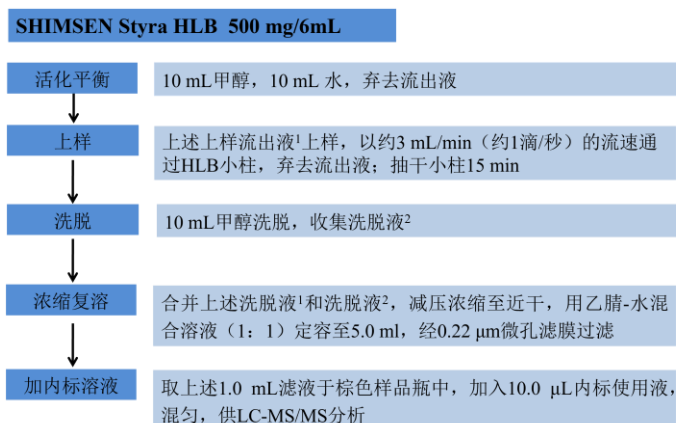 SHIMSEN Styra HLB 500 mg/6mL
活化平衡
10 mL甲醇，10 mL 水，弃去流出液
上样
上述上样流出液¹上样，以约3 mL/min（约1滴/秒）的流速通
过HLB小柱，弃去流出液；抽干小柱15 min
洗脱
10 mL甲醇洗脱，收集洗脱液²
浓缩复溶
合并上述洗脱液¹和洗脱液²，减压浓缩至近干，用乙腈-水混
合溶液（1：1）定容至5.0 ml，经0.22 μm微孔滤膜过滤
加内标溶液
取上述1.0 mL滤液于棕色样品瓶中，加入10.0 μL内标使用液，
混匀，供LC-MS/MS分析